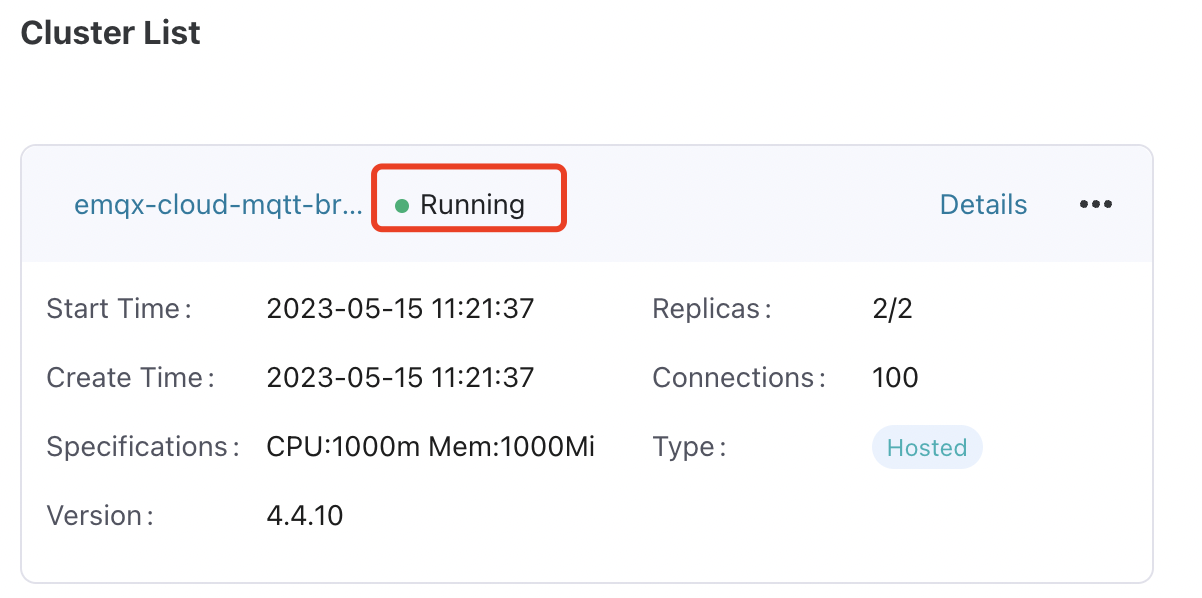 Cluster List
emqx-cloud-mqtt-br... Running Details •••
Start Time: 2023-05-15 11:21:37 Replicas: 2/2
Create Time: 2023-05-15 11:21:37 Connections: 100
Specifications: CPU:1000m Mem:1000Mi Type: Hosted
Version: 4.4.10